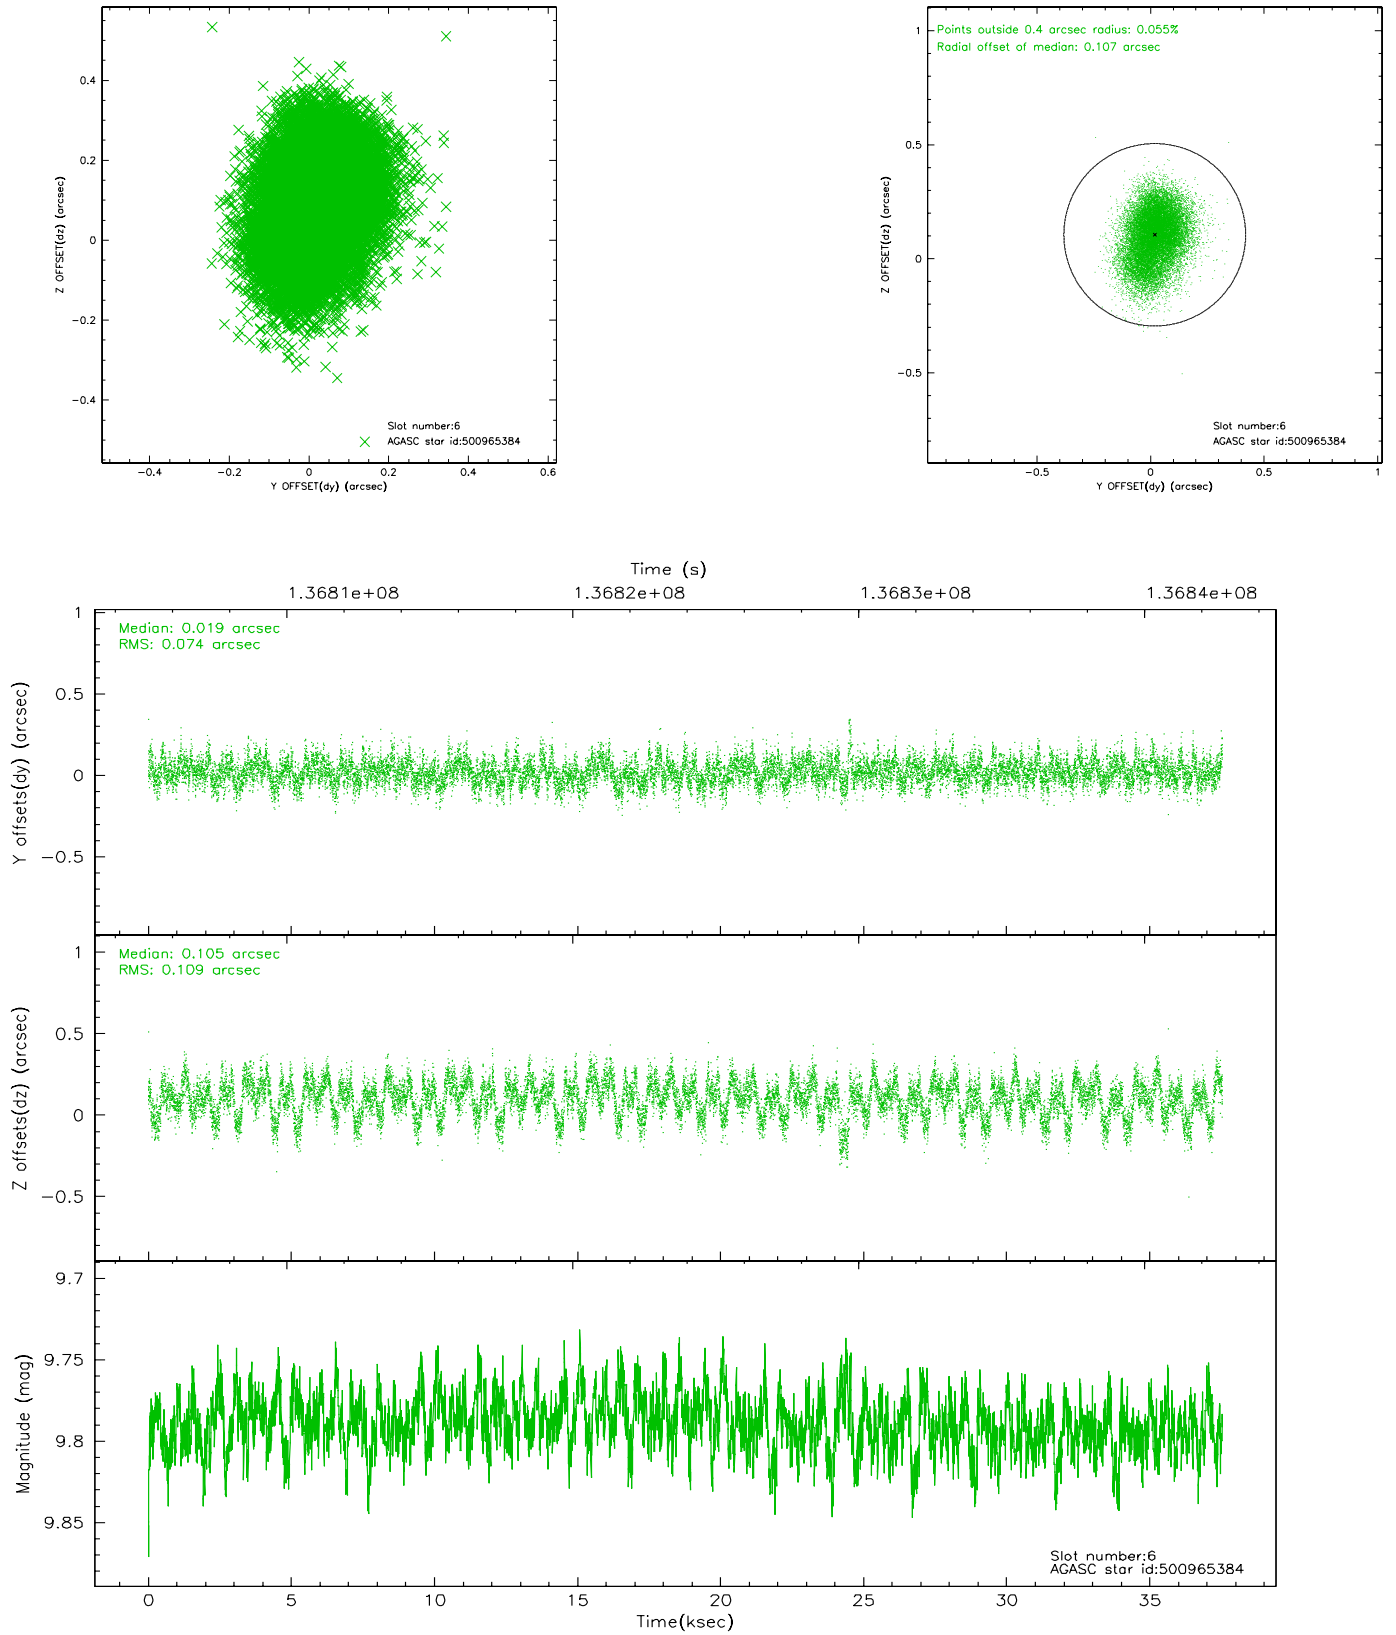 0.4
0.2
0
−0.2
−0.4
Z OFFSET(dz) (arcsec)
Slot number:6
AGASC star id:500965384
−0.4
−0.2
0
0.2
0.4
0.6
Y OFFSET(dy) (arcsec)
Points outside 0.4 arcsec radius: 0.055%
Radial offset of median: 0.107 arcsec
1
0.5
0
−0.5
Z OFFSET(dz) (arcsec)
Slot number:6
AGASC star id:500965384
−0.5
0
0.5
1
Y OFFSET(dy) (arcsec)
Time (s)
1.3681e+08
1.3682e+08
1.3683e+08
1.3684e+08
Median: 0.019 arcsec
RMS: 0.074 arcsec
1
0.5
0
−0.5
Y offsets(dy) (arcsec)
Median: 0.105 arcsec
RMS: 0.109 arcsec
1
0.5
0
−0.5
Z offsets(dz) (arcsec)
9.7
9.75
9.8
9.85
Magnitude (mag)
Slot number:6
AGASC star id:500965384
0
5
10
15
20
25
30
35
Time(ksec)